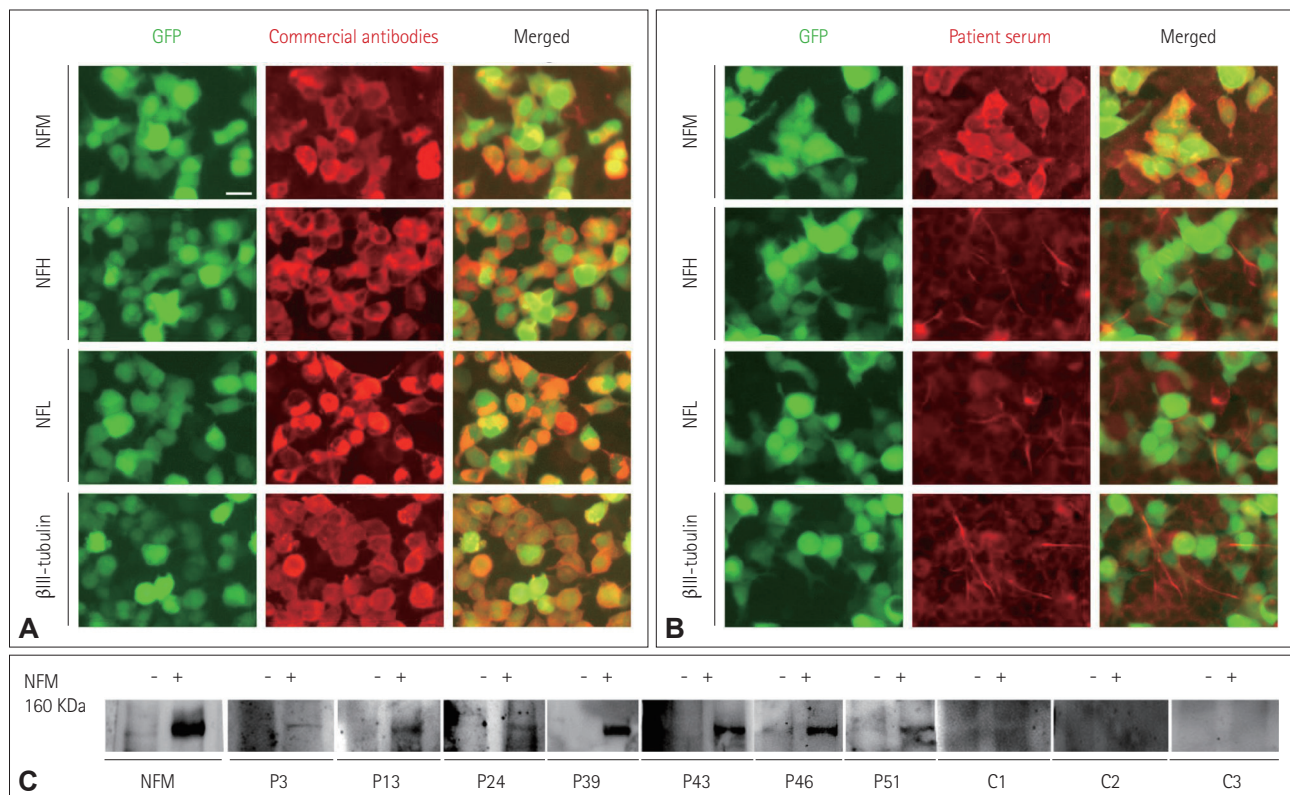 GFP Commercial antibodies Merged
NFM
NFH
NFL
βIII-tubulin
A
GFP Patient serum Merged
NFM
NFH
NFL
βIII-tubulin
B
NFM - + - + - + - + - + - + - + - + - + - + - +
160 KDa
C NFM P3 P13 P24 P39 P43 P46 P51 C1 C2 C3